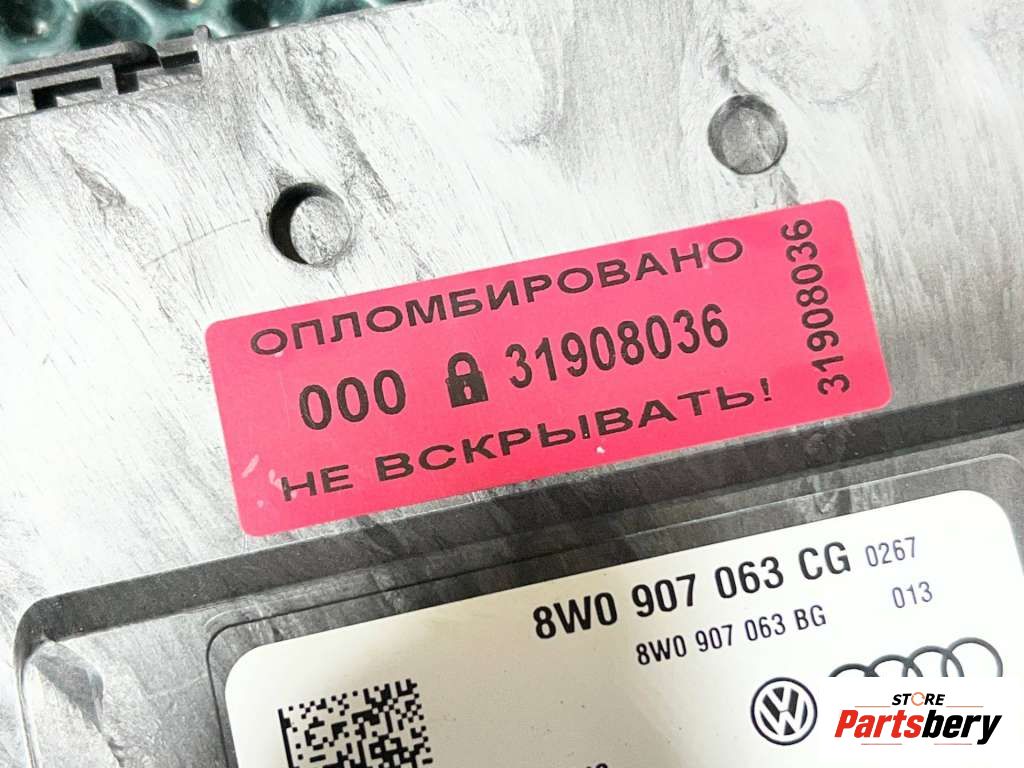 ОПЛОМБИРОВАНО
000 31908036
НЕ ВСКРЫВАТЬ!
31908036
8W0 907 063 CG 0267
8W0 907 063 BG 013
STORE
Partsbery